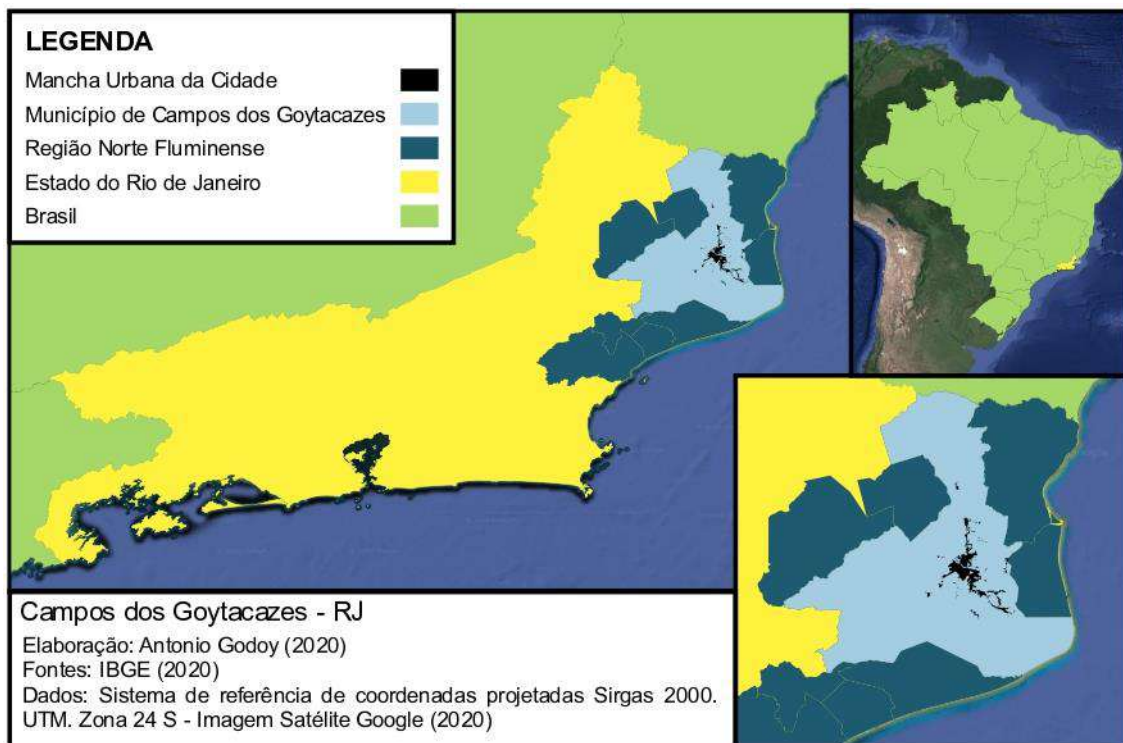 LEGENDA
Mancha Urbana da Cidade
Município de Campos dos Goytacazes
Região Norte Fluminense
Estado do Rio de Janeiro
Brasil
Campos dos Goytacazes - RJ
Elaboração: Antonio Godoy (2020)
Fontes: IBGE (2020)
Dados: Sistema de referência de coordenadas projetadas Sirgas 2000.
UTM. Zona 24 S - Imagem Satélite Google (2020)